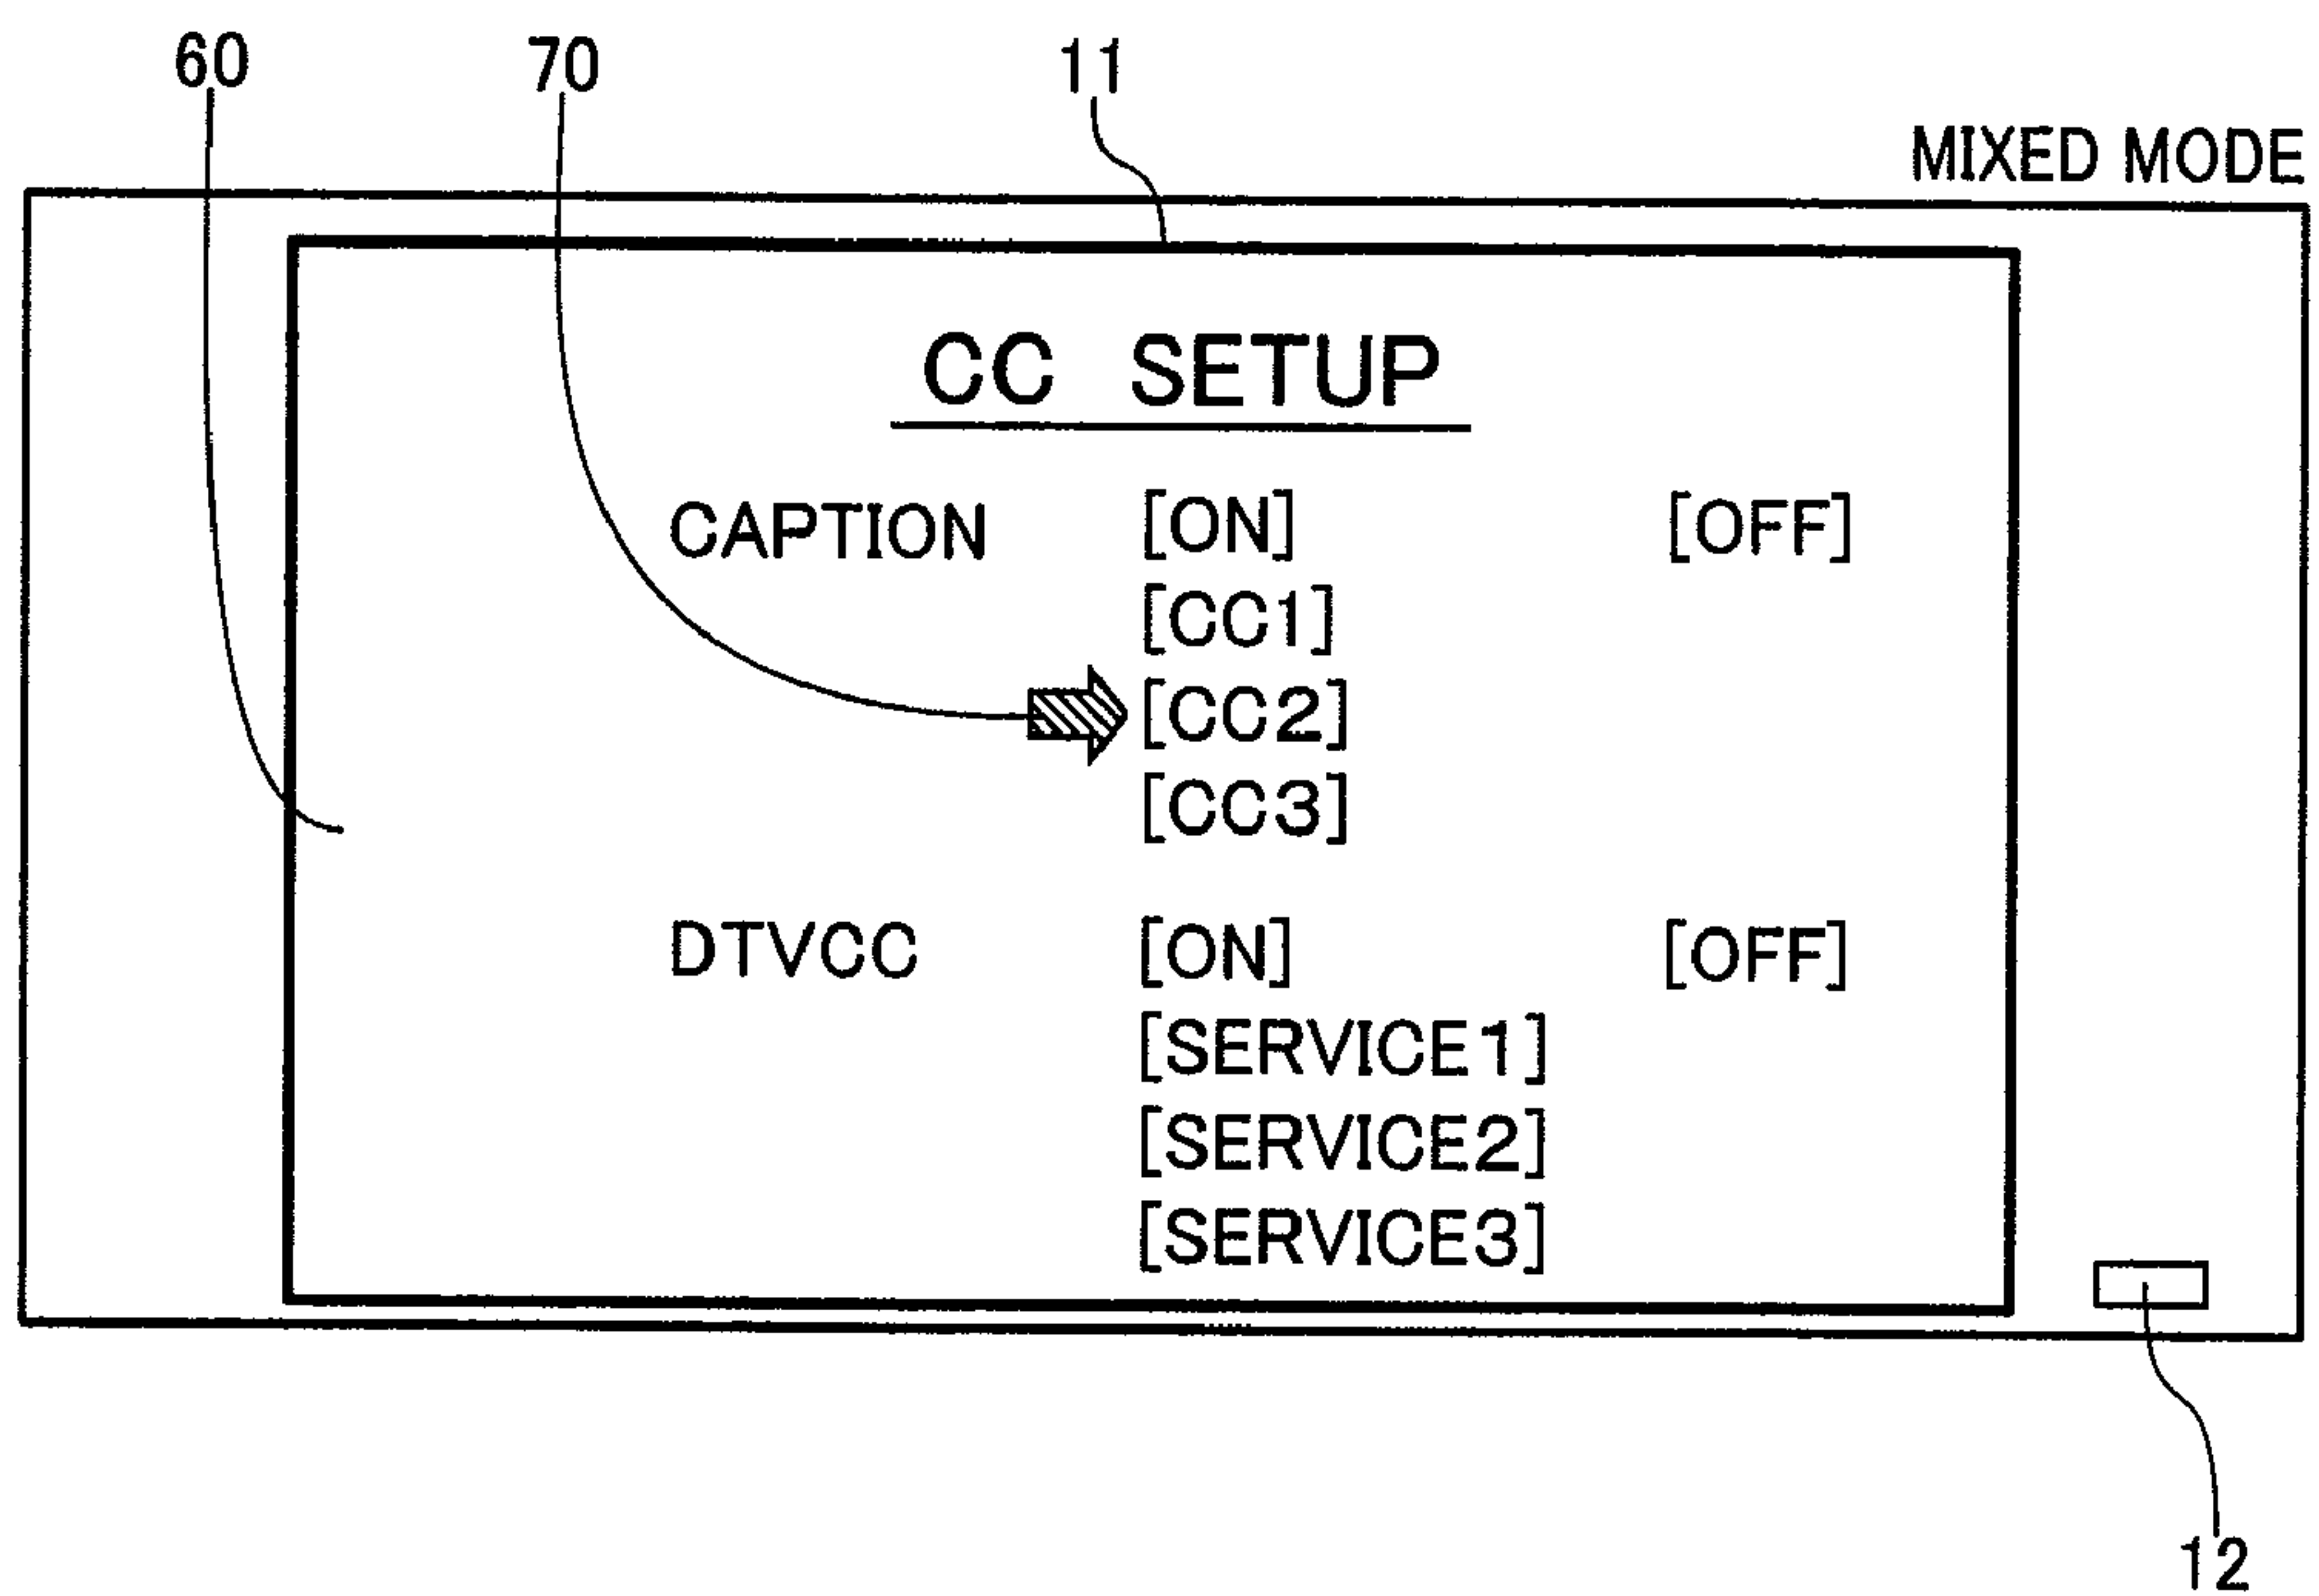 60 70 11
MIXED MODE
CC SETUP
CAPTION [ON] [OFF]
[CC1]
[CC2]
[CC3]
DTVCC [ON] [OFF]
[SERVICE1]
[SERVICE2]
[SERVICE3]
12